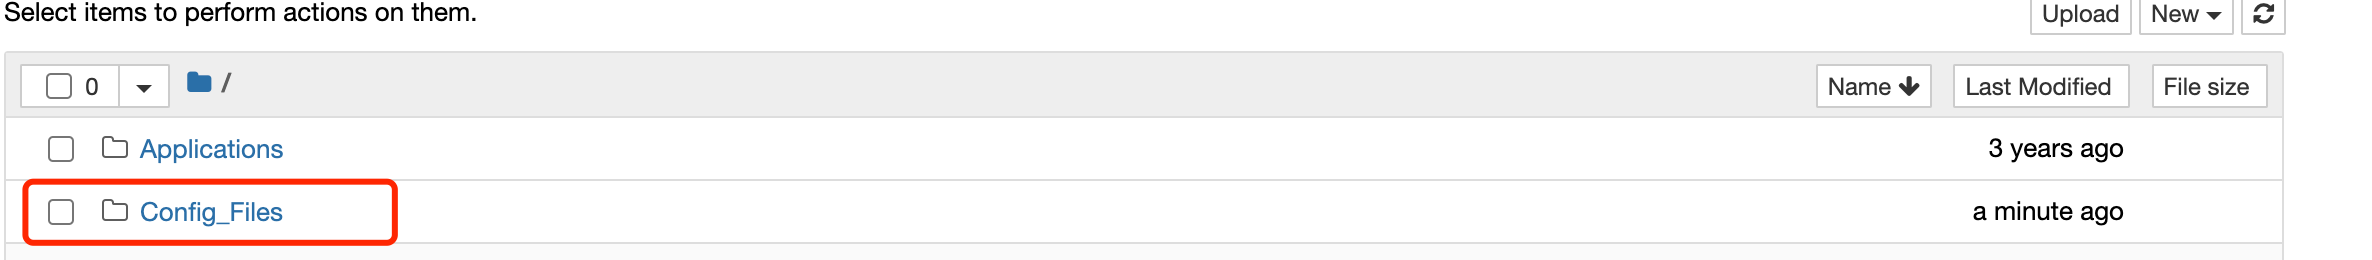 Select items to perform actions on them.
Upload New
0 / Name Last Modified File size
Applications 3 years ago
Config_Files a minute ago